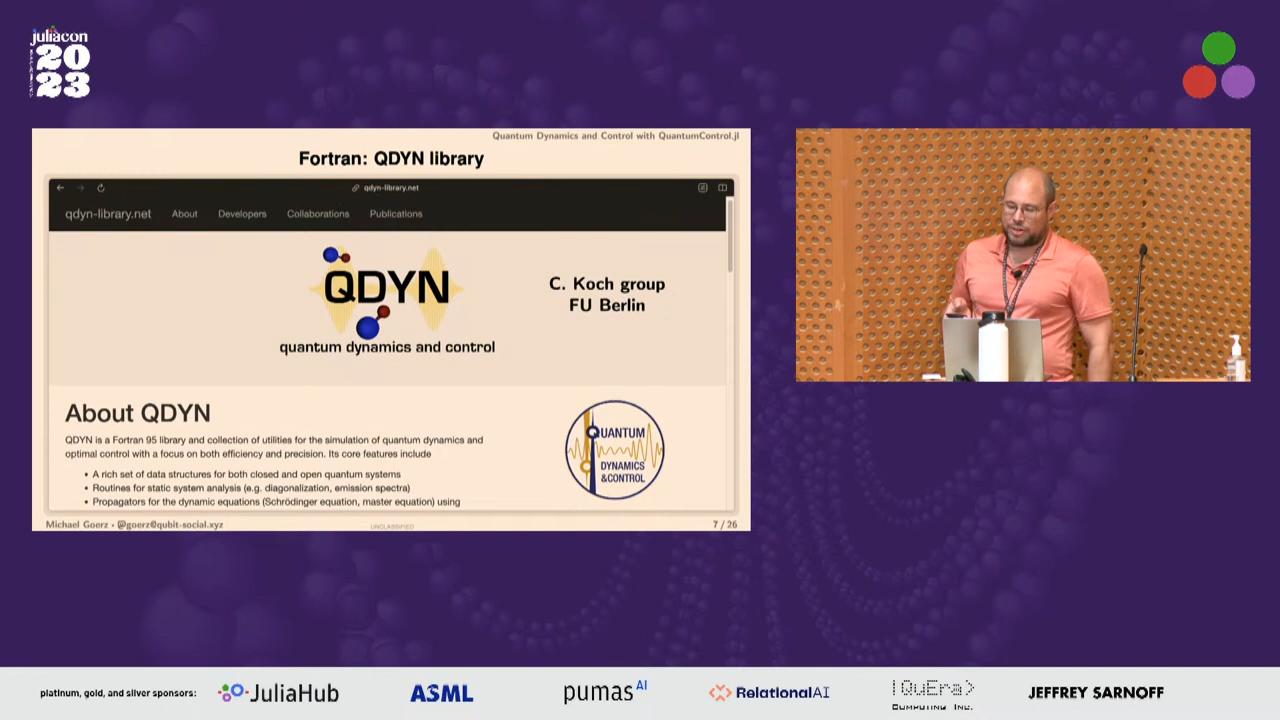 juliacon
20
23
Quantum Dynamics and Control with QuantumControl.jl
Fortran: QDYN library
qdyn-library.net
qdyn-library.net About Developers Collaborations Publications
QDYN
quantum dynamics and control
C. Koch group
FU Berlin
About QDYN
QDYN is a Fortran 95 library and collection of utilities for the simulation of quantum dynamics and
optimal control with a focus on both efficiency and precision. Its core features include
• A rich set of data structures for both closed and open quantum systems
• Routines for static system analysis (e.g. diagonalization, emission spectra)
• Propagators for the dynamic equations (Schrödinger equation, master equation) using
QUANTUM
DYNAMICS
&CONTROL
Michael Goerz • @goerz@qubit-social.xyz UNCLASSIFIED 7 / 26
platinum, gold, and silver sponsors: JuliaHub ASML pumas AI RelationalAI |QuEra> JEFFREY SARNOFF
COMPUTING INC.